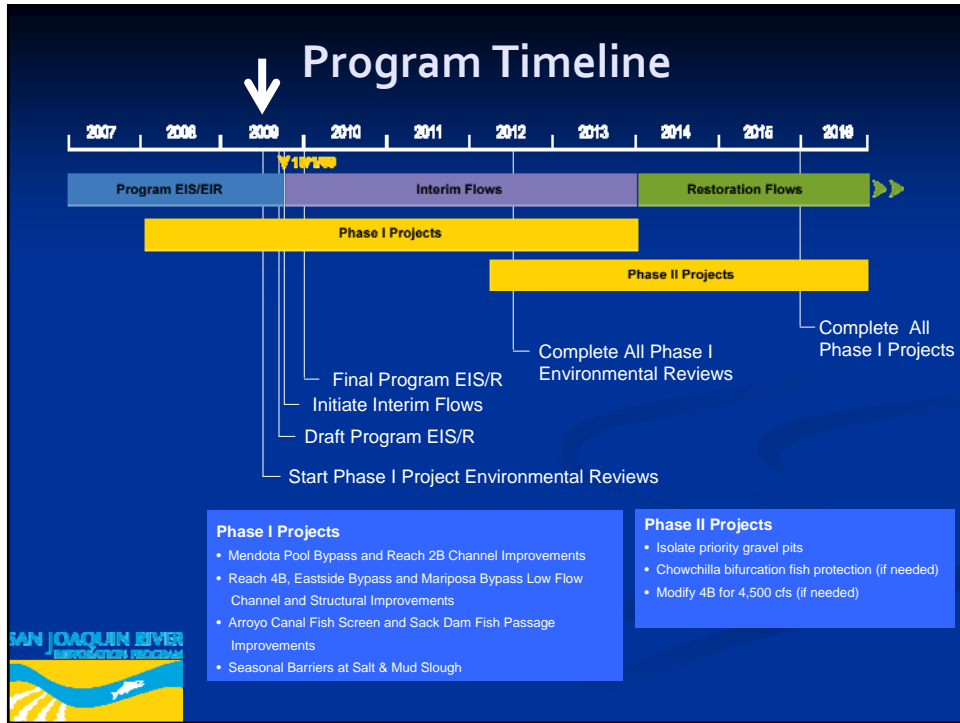 Program Timeline
2007 2008 2009 2010 2011 2012 2013 2014 2015 2016
10/1/09
Program EIS/EIR Interim Flows Restoration Flows
Phase I Projects
Phase II Projects
Complete All
Phase I Projects
Complete All Phase I
Environmental Reviews
Final Program EIS/R
Initiate Interim Flows
Draft Program EIS/R
Start Phase I Project Environmental Reviews
Phase I Projects
• Mendota Pool Bypass and Reach 2B Channel Improvements
• Reach 4B, Eastside Bypass and Mariposa Bypass Low Flow
Channel and Structural Improvements
• Arroyo Canal Fish Screen and Sack Dam Fish Passage
Improvements
• Seasonal Barriers at Salt & Mud Slough
Phase II Projects
• Isolate priority gravel pits
• Chowchilla bifurcation fish protection (if needed)
• Modify 4B for 4,500 cfs (if needed)
SAN JOAQUIN RIVER
RESTORATION PROGRAM